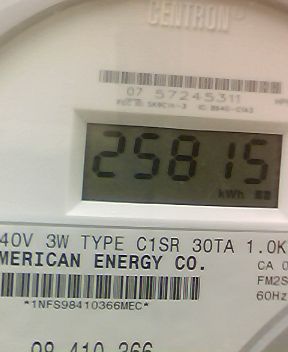 CENTRON
07 57245311
25815
kWh
40V 3W TYPE C1SR 30TA 1.0K
MERICAN ENERGY CO.
CA 0
FM2S
60Hz
*1NFS98410366MEC*
98 410 366